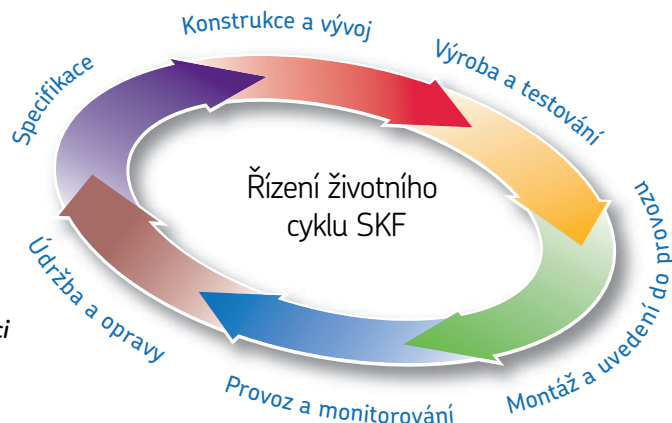 Konstrukce a vývoj
Výroba a testování
Specifikace
Řízení životního
cyklu SKF
Montáž a uvedení do provozu
Údržba a opravy
Provoz a monitorování